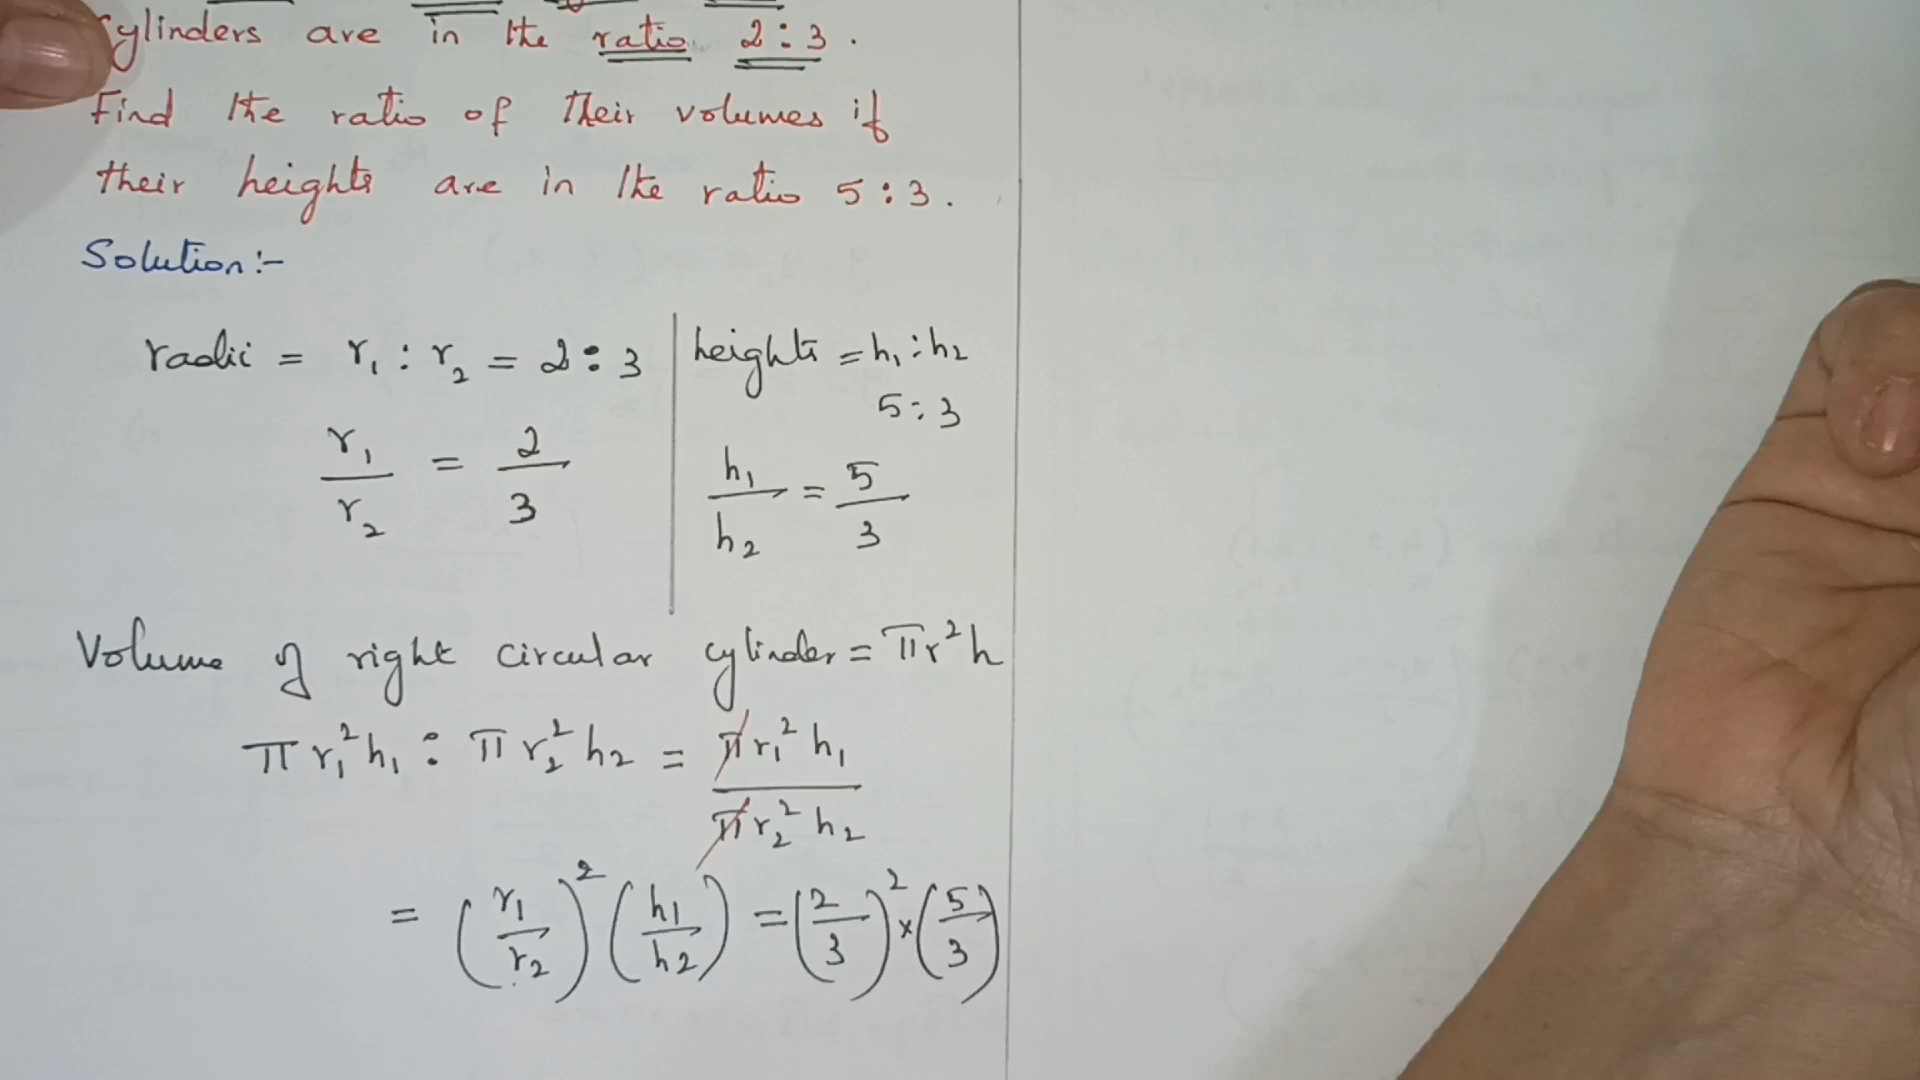 Cylinders are in the ratio 2:3.
Find the ratio of their volumes if
their heights are in the ratio 5:3.
Solution:-
radii = r₁ : r₂ = 2:3
r₁/r₂ = 2/3
heights = h₁:h₂
5:3
h₁/h₂ = 5/3
Volume of right circular cylinder = πr²h
πr₁²h₁ : πr₂²h₂ = πr₁²h₁/πr₂²h₂
= (r₁/r₂)² (h₁/h₂) = (2/3)² × (5/3)